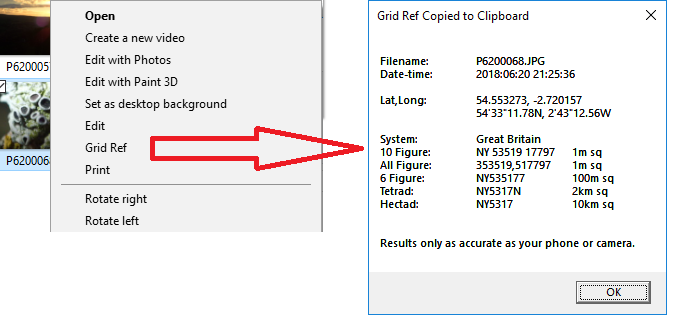 P620005
P6200068
Open
Create a new video
Edit with Photos
Edit with Paint 3D
Set as desktop background
Edit
Grid Ref
Print
Rotate right
Rotate left
Grid Ref Copied to Clipboard
Filename: P6200068.JPG
Date-time: 2018:06:20 21:25:36
Lat,Long: 54.553273, -2.720157
54°33"11.78N, 2°43"12.56W
System: Great Britain
10 Figure: NY 53519 17797 1m sq
All Figure: 353519,517797 1m sq
6 Figure: NY535177 100m sq
Tetrad: NY5317N 2km sq
Hectad: NY5317 10km sq
Results only as accurate as your phone or camera.
OK